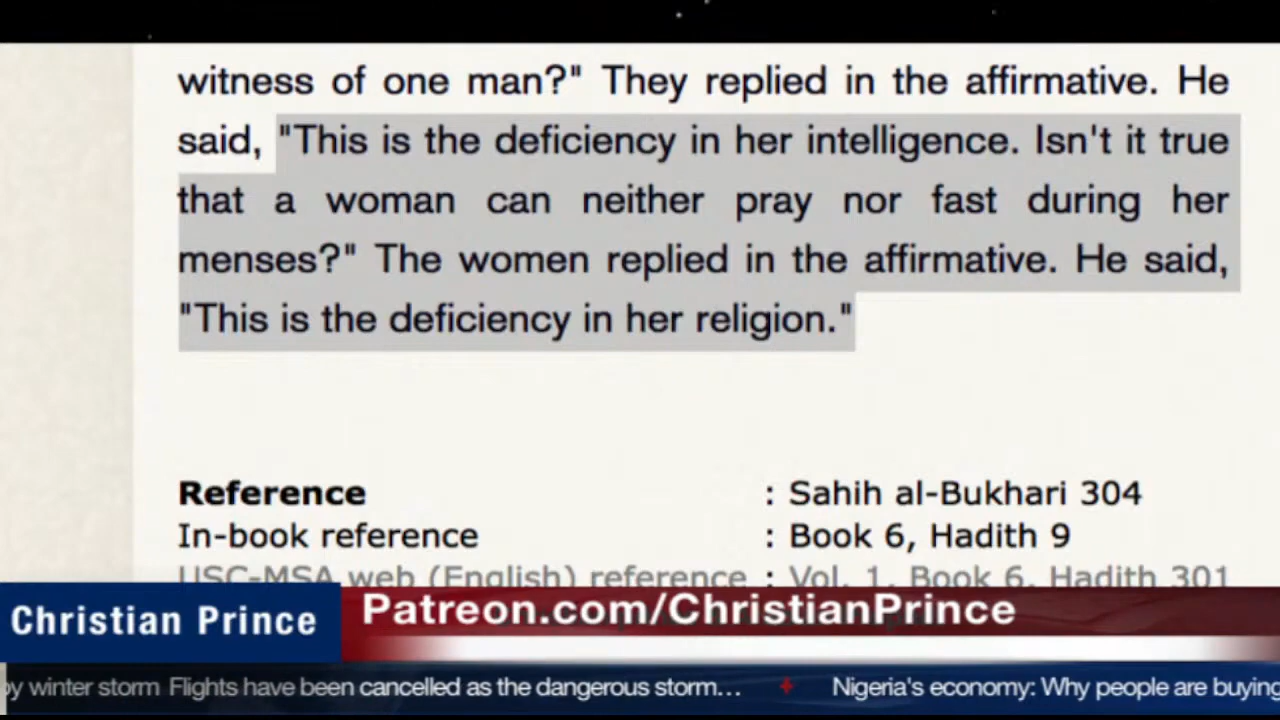 witness of one man?" They replied in the affirmative. He
said, "This is the deficiency in her intelligence. Isn't it true
that a woman can neither pray nor fast during her
menses?" The women replied in the affirmative. He said,
"This is the deficiency in her religion."
Reference : Sahih al-Bukhari 304
In-book reference : Book 6, Hadith 9
USC-MSA web (English) reference : Vol. 1, Book 6, Hadith 301
Christian Prince Patreon.com/ChristianPrince
by winter storm Flights have been cancelled as the dangerous storm... Nigeria's economy: Why people are buying